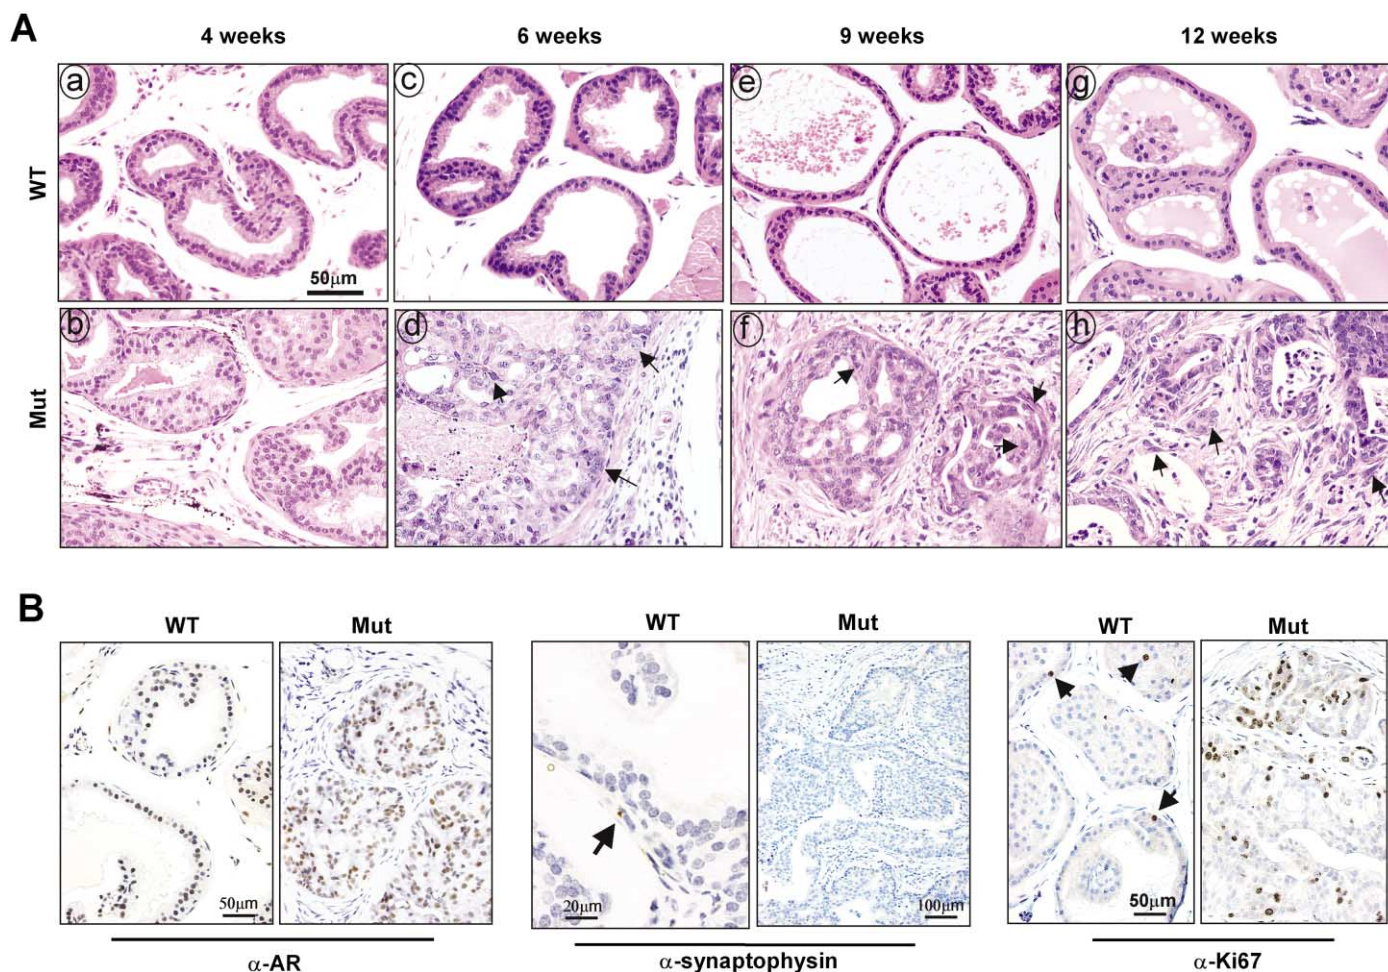 A
4 weeks 6 weeks 9 weeks 12 weeks
WT
a c e g
50μm
Mut
b d f h
B
WT Mut WT Mut WT Mut
50μm 20μm 100μm 50μm
α-AR α-synaptophysin α-Ki67